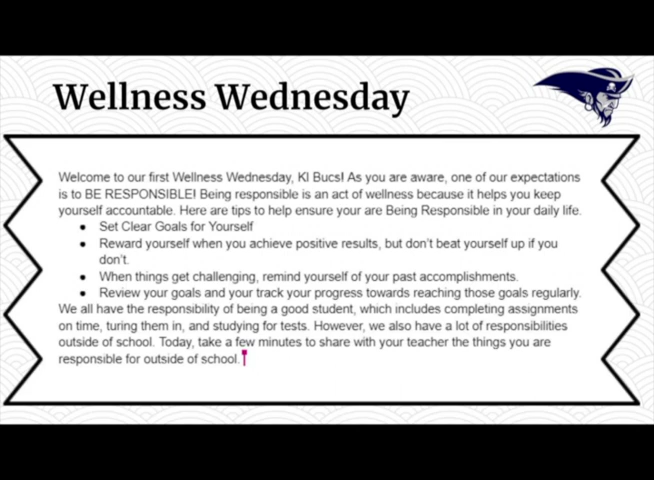 Wellness Wednesday
Welcome to our first Wellness Wednesday, KI Bucs! As you are aware, one of our expectations
is to BE RESPONSIBLE! Being responsible is an act of wellness because it helps you keep
yourself accountable. Here are tips to help ensure your are Being Responsible in your daily life.
● Set Clear Goals for Yourself
● Reward yourself when you achieve positive results, but don't beat yourself up if you
don't.
● When things get challenging, remind yourself of your past accomplishments.
● Review your goals and your track your progress towards reaching those goals regularly.
We all have the responsibility of being a good student, which includes completing assignments
on time, turing them in, and studying for tests. However, we also have a lot of responsibilities
outside of school. Today, take a few minutes to share with your teacher the things you are
responsible for outside of school.